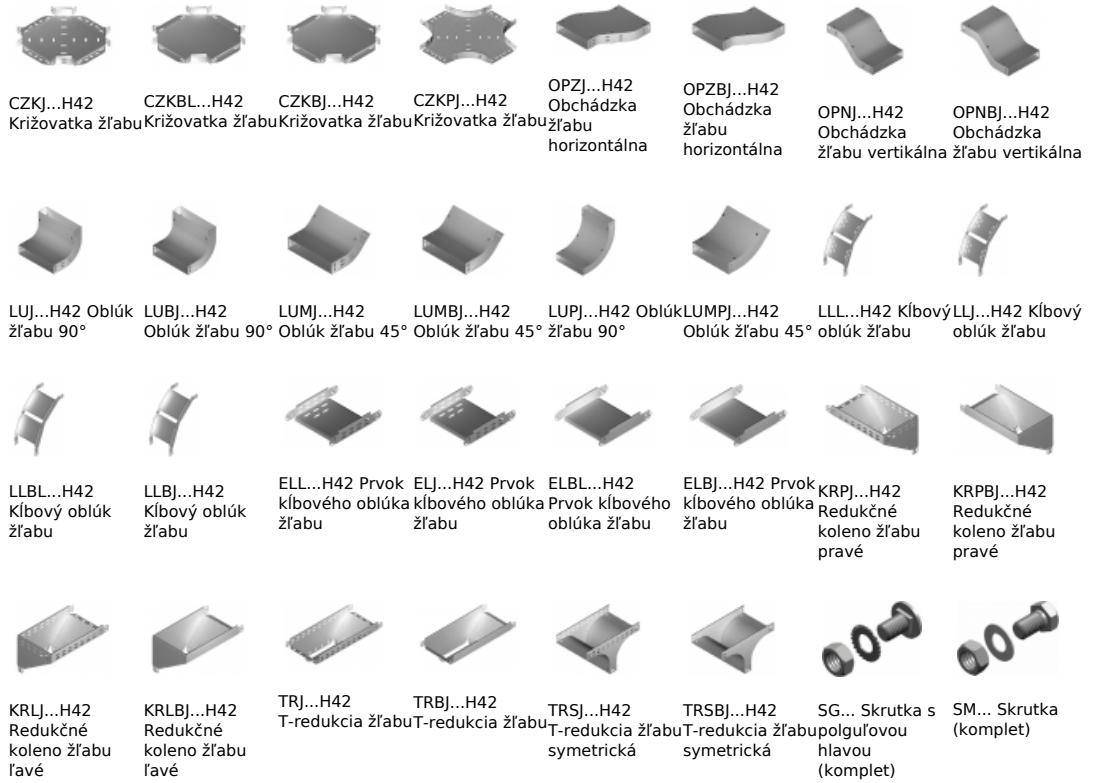 CZKJ...H42
Križovatka žľabu
CZKBL...H42
Križovatka žľabu
CZKBJ...H42
Križovatka žľabu
CZKPJ...H42
Križovatka žľabu
OPZJ...H42
Obchádzka
žľabu
horizontálna
OPZBJ...H42
Obchádzka
žľabu
horizontálna
OPNJ...H42
Obchádzka
žľabu vertikálna
OPNBJ...H42
Obchádzka
žľabu vertikálna
LUJ...H42 Oblúk
žľabu 90°
LUBJ...H42
Oblúk žľabu 90°
LUMJ...H42
Oblúk žľabu 45°
LUMBJ...H42
Oblúk žľabu 45°
LUPJ...H42 Oblúk
žľabu 90°
LUMPJ...H42
Oblúk žľabu 45°
LLL...H42 Kĺbový
oblúk žľabu
LLJ...H42 Kĺbový
oblúk žľabu
LLBL...H42
Kĺbový oblúk
žľabu
LLBJ...H42
Kĺbový oblúk
žľabu
ELL...H42 Prvok
kĺbového oblúka
žľabu
ELJ...H42 Prvok
kĺbového oblúka
žľabu
ELBL...H42
Prvok kĺbového
oblúka žľabu
ELBJ...H42 Prvok
kĺbového oblúka
žľabu
KRPJ...H42
Redukčné
koleno žľabu
pravé
KRPBJ...H42
Redukčné
koleno žľabu
pravé
KRLJ...H42
Redukčné
koleno žľabu
ľavé
KRLBJ...H42
Redukčné
koleno žľabu
ľavé
TRJ...H42
T-redukcia žľabu
TRBJ...H42
T-redukcia žľabu
TRSJ...H42
T-redukcia žľabu
symetrická
TRSBJ...H42
T-redukcia žľabu
symetrická
SG... Skrutka s
polguľovou
hlavou
(komplet)
SM... Skrutka
(komplet)